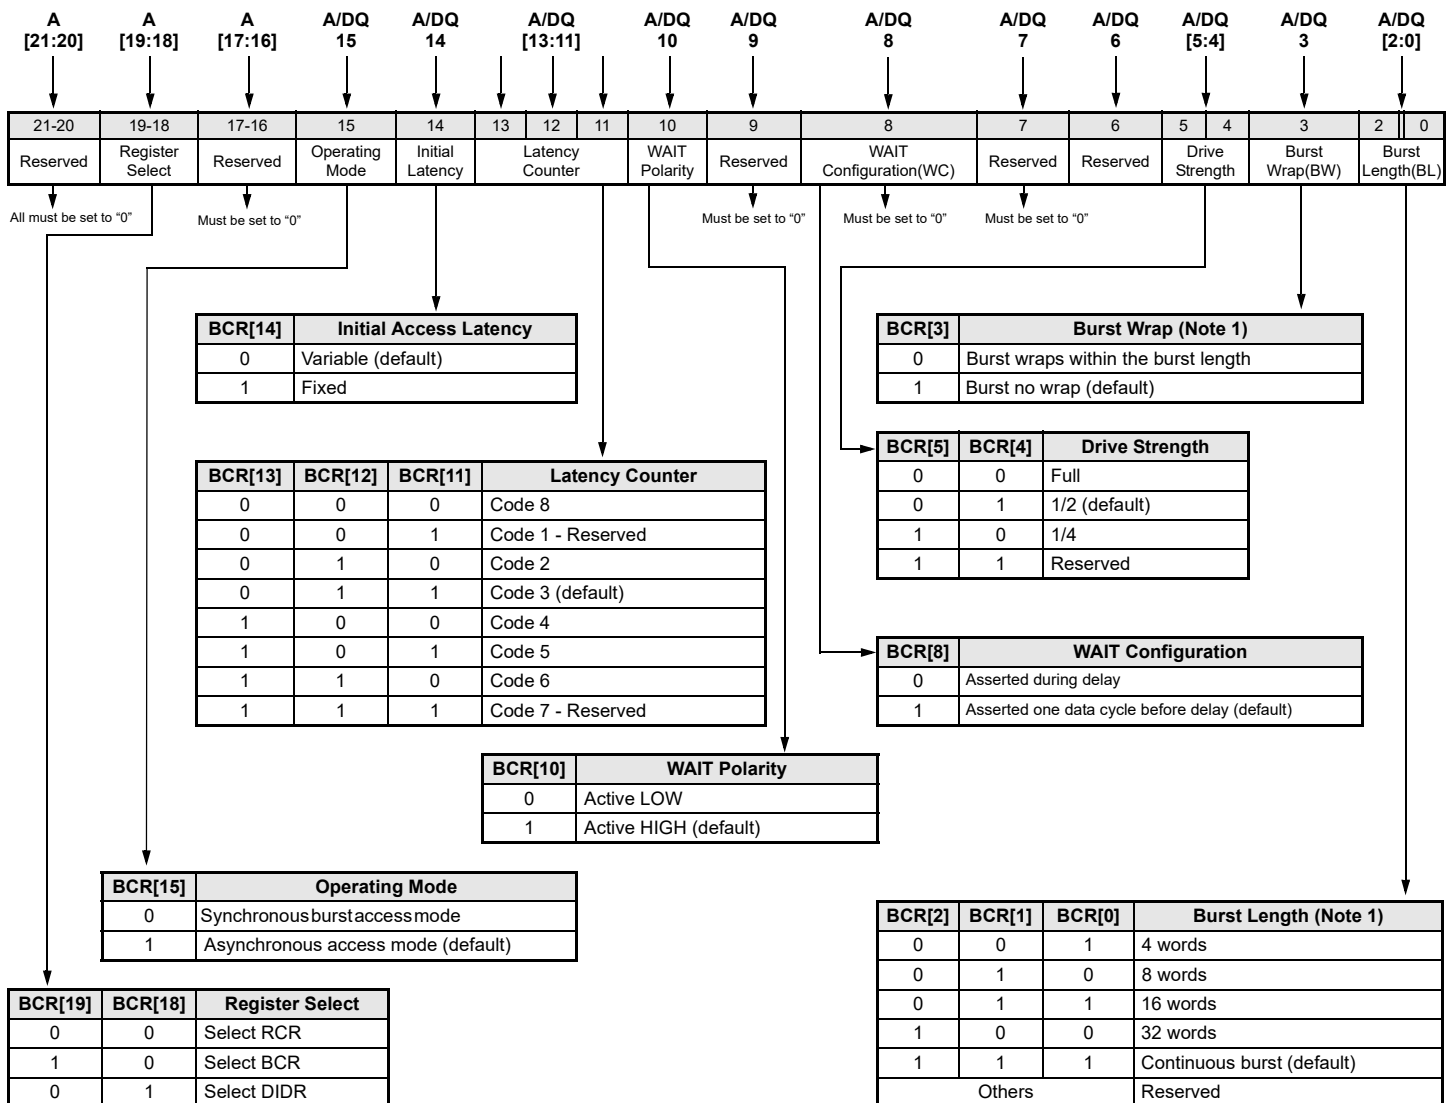 A A A A/DQ A/DQ A/DQ A/DQ A/DQ A/DQ A/DQ A/DQ A/DQ A/DQ A/DQ
[21:20] [19:18] [17:16] 15 14 [13:11] 10 9 8 7 6 [5:4] 3 [2:0]
21-20 19-18 17-16 15 14 13 12 11 10 9 8 7 6 5 4 3 2 0
Reserved Register Select Reserved Operating Mode Initial Latency Latency Counter WAIT Polarity Reserved WAIT Configuration(WC) Reserved Reserved Drive Strength Burst Wrap(BW) Burst Length(BL)
All must be set to “0” Must be set to “0” Must be set to “0” Must be set to “0” Must be set to “0”
BCR[14] Initial Access Latency
0 Variable (default)
1 Fixed
BCR[3] Burst Wrap (Note 1)
0 Burst wraps within the burst length
1 Burst no wrap (default)
BCR[5] BCR[4] Drive Strength
0 0 Full
0 1 1/2 (default)
1 0 1/4
1 1 Reserved
BCR[13] BCR[12] BCR[11] Latency Counter
0 0 0 Code 8
0 0 1 Code 1 - Reserved
0 1 0 Code 2
0 1 1 Code 3 (default)
1 0 0 Code 4
1 0 1 Code 5
1 1 0 Code 6
1 1 1 Code 7 - Reserved
BCR[8] WAIT Configuration
0 Asserted during delay
1 Asserted one data cycle before delay (default)
BCR[10] WAIT Polarity
0 Active LOW
1 Active HIGH (default)
BCR[15] Operating Mode
0 Synchronous burst access mode
1 Asynchronous access mode (default)
BCR[2] BCR[1] BCR[0] Burst Length (Note 1)
0 0 1 4 words
0 1 0 8 words
0 1 1 16 words
1 0 0 32 words
1 1 1 Continuous burst (default)
Others Reserved
BCR[19] BCR[18] Register Select
0 0 Select RCR
1 0 Select BCR
0 1 Select DIDR